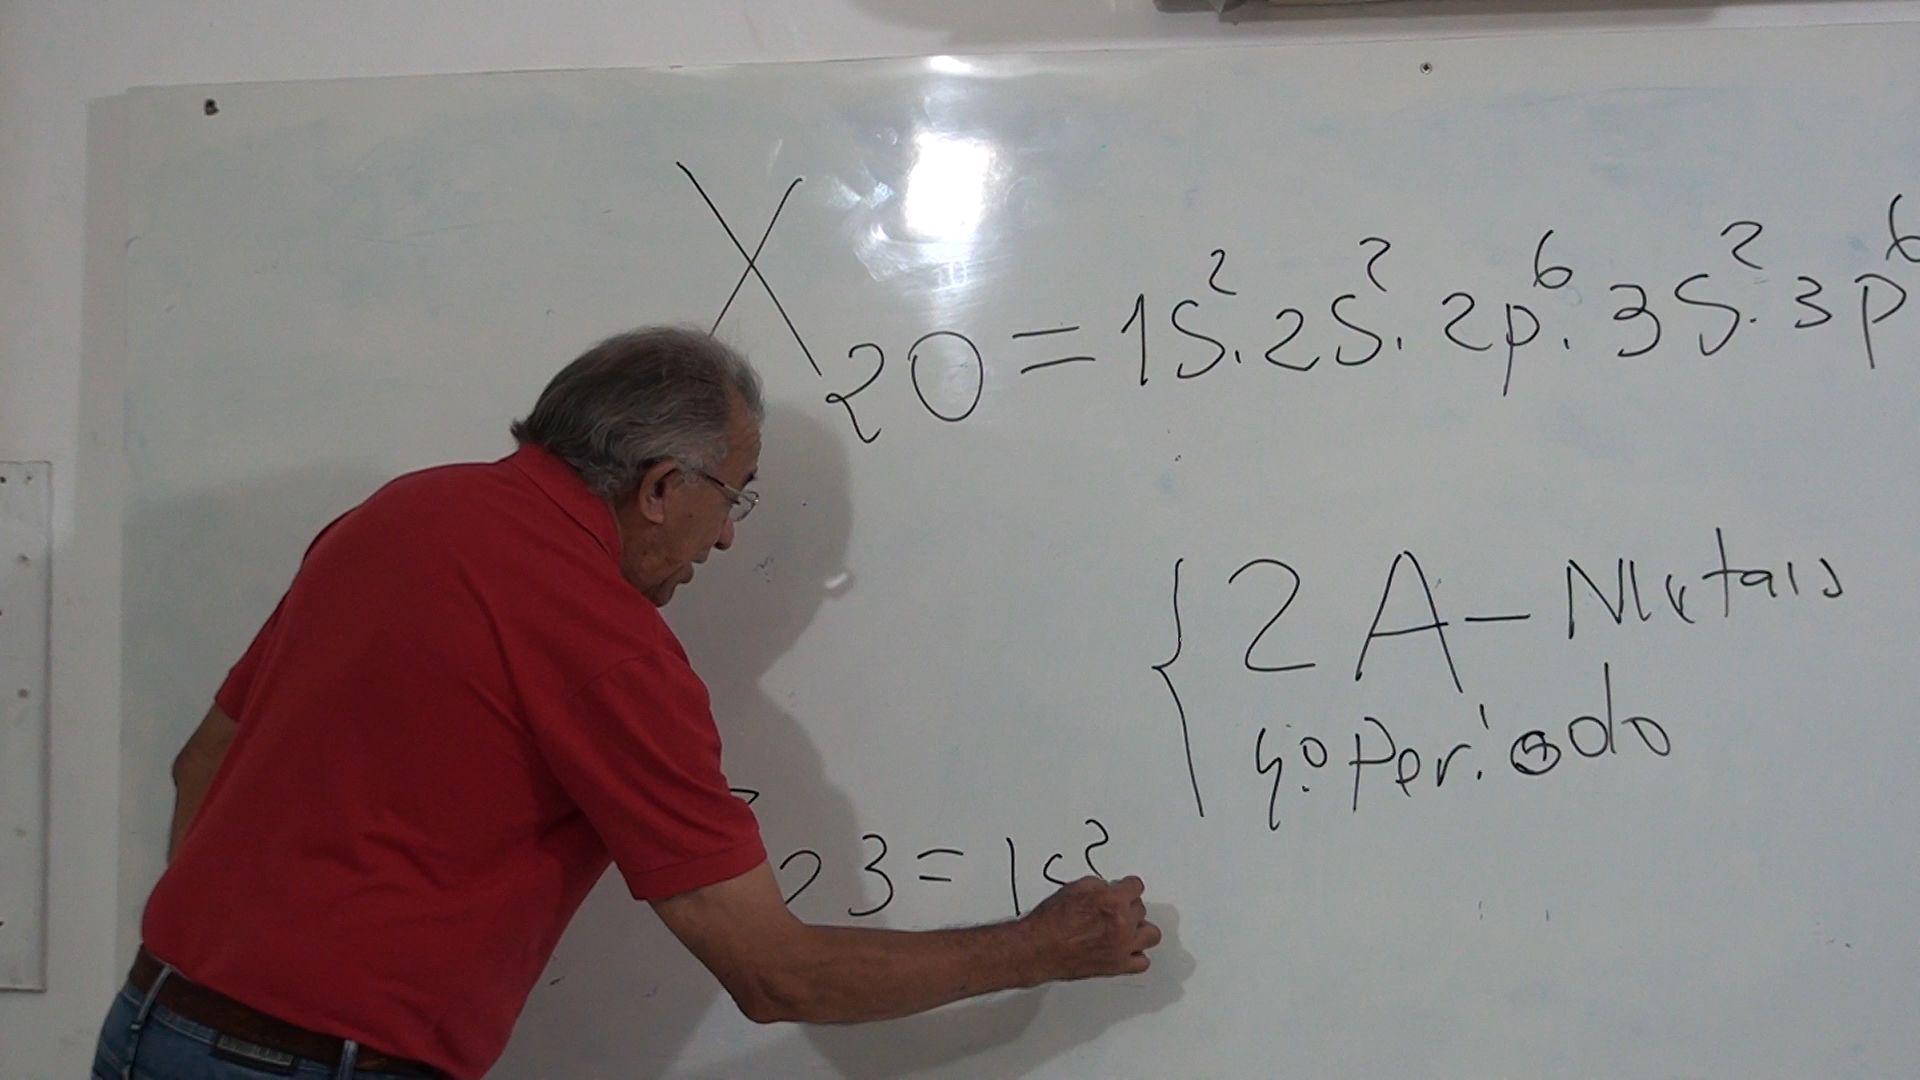 X20 = 1S². 2S². 2p⁶. 3S². 3p⁶
{ 2A - Metais
4º Período
23 = 1s²